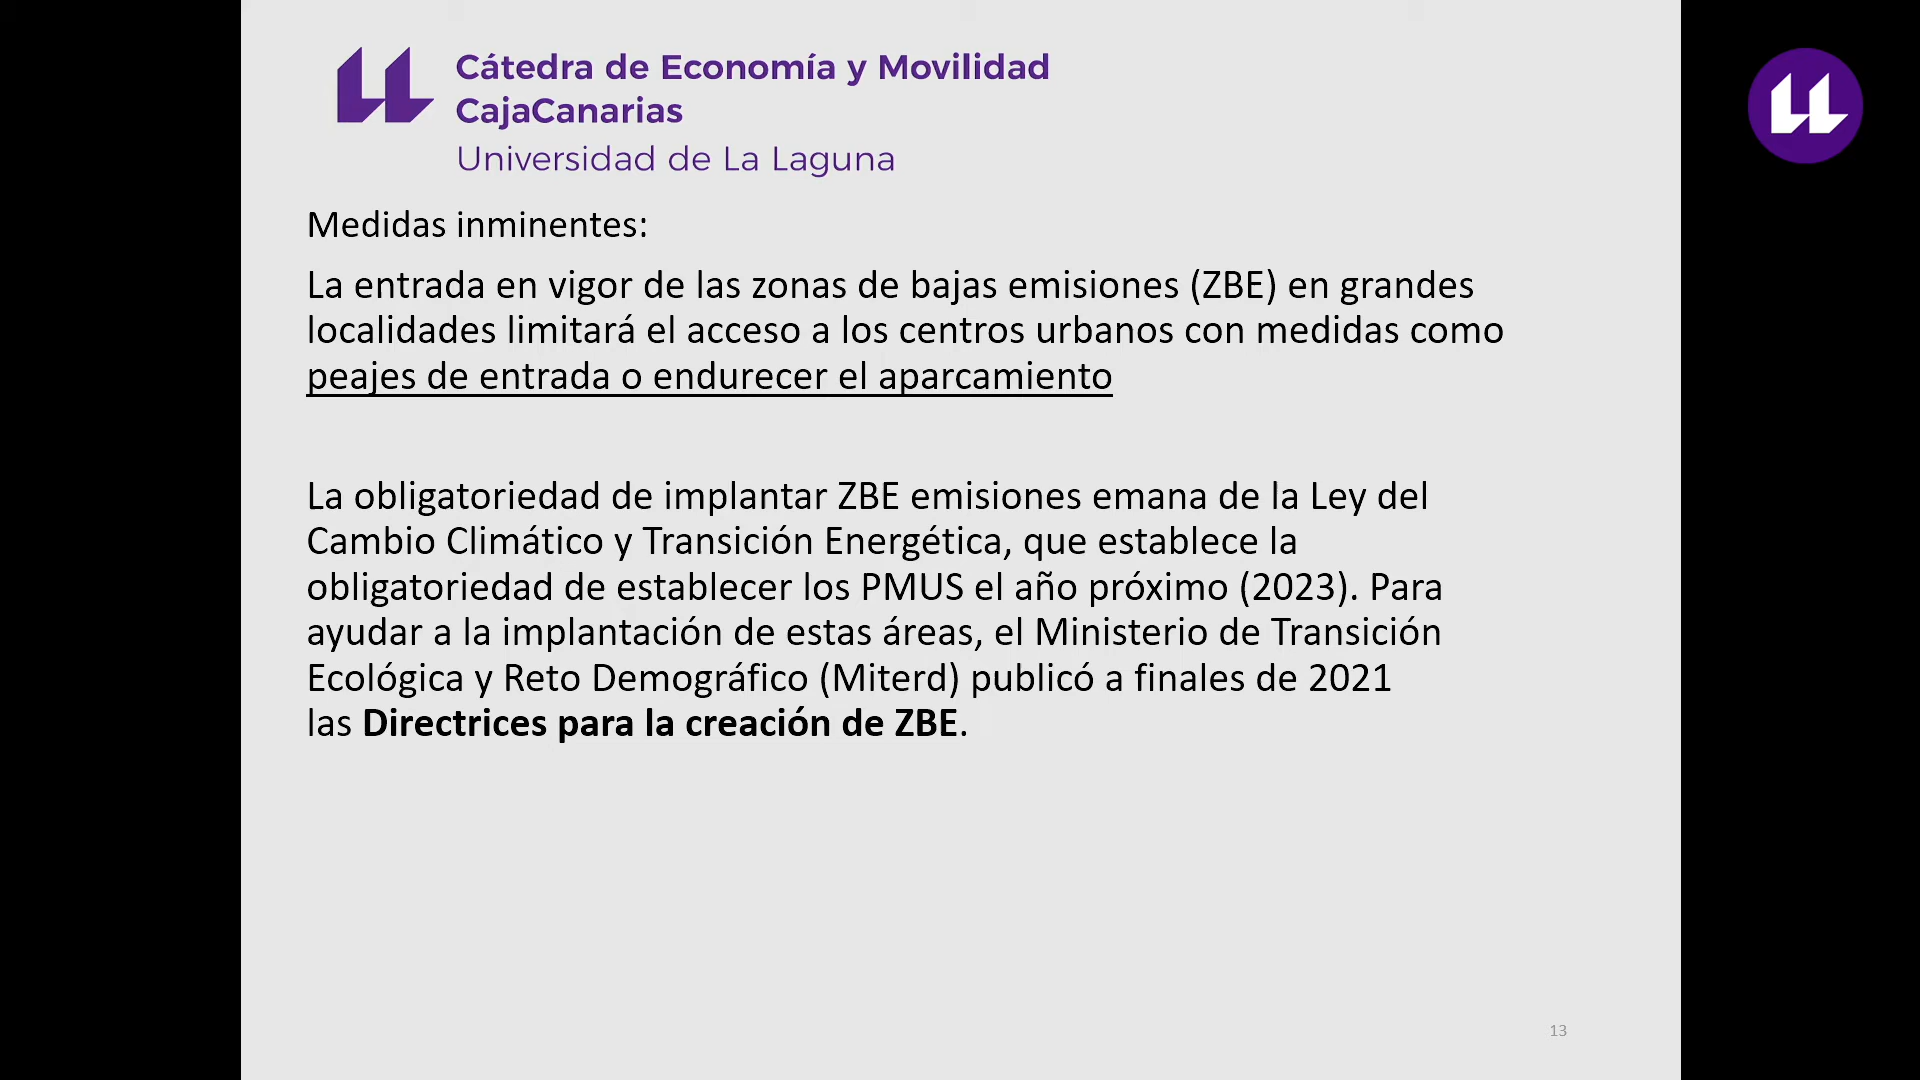 Cátedra de Economía y Movilidad
CajaCanarias
Universidad de La Laguna
Medidas inminentes:
La entrada en vigor de las zonas de bajas emisiones (ZBE) en grandes
localidades limitará el acceso a los centros urbanos con medidas como
peajes de entrada o endurecer el aparcamiento
La obligatoriedad de implantar ZBE emisiones emana de la Ley del
Cambio Climático y Transición Energética, que establece la
obligatoriedad de establecer los PMUS el año próximo (2023). Para
ayudar a la implantación de estas áreas, el Ministerio de Transición
Ecológica y Reto Demográfico (Miterd) publicó a finales de 2021
las Directrices para la creación de ZBE.
13